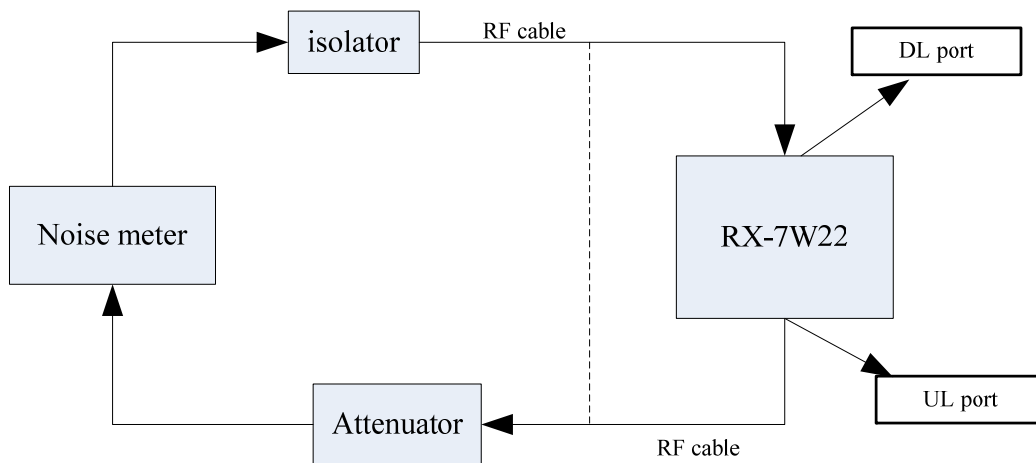 isolator
RF cable
DL port
Noise meter
RX-7W22
Attenuator
UL port
RF cable